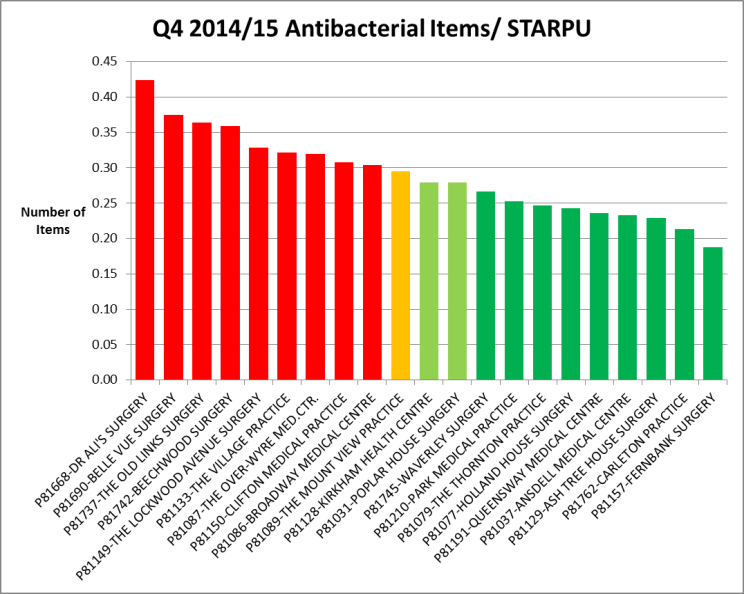 Q4 2014/15 Antibacterial Items/ STARPU
0.45
0.40
0.35
0.30
0.25
0.20
0.15
0.10
0.05
0.00
Number of
Items
P81668-DR ALI'S SURGERY
P81690-BELLE VUE SURGERY
P81737-THE OLD LINKS SURGERY
P81742-BEECHWOOD SURGERY
P81149-THE LOCKWOOD AVENUE SURGERY
P81133-THE VILLAGE PRACTICE
P81087-THE OVER-WYRE MED.CTR.
P81150-CLIFTON MEDICAL PRACTICE
P81086-BROADWAY MEDICAL CENTRE
P81089-THE MOUNT VIEW PRACTICE
P81128-KIRKHAM HEALTH CENTRE
P81031-POPLAR HOUSE SURGERY
P81745-WAVERLEY SURGERY
P81210-PARK MEDICAL PRACTICE
P81079-THE THORNTON PRACTICE
P81077-HOLLAND HOUSE SURGERY
P81191-QUEENSWAY MEDICAL CENTRE
P81037-ANSDELL MEDICAL CENTRE
P81129-ASH TREE HOUSE SURGERY
P81762-CARLETON PRACTICE
P81157-FERNBANK SURGERY